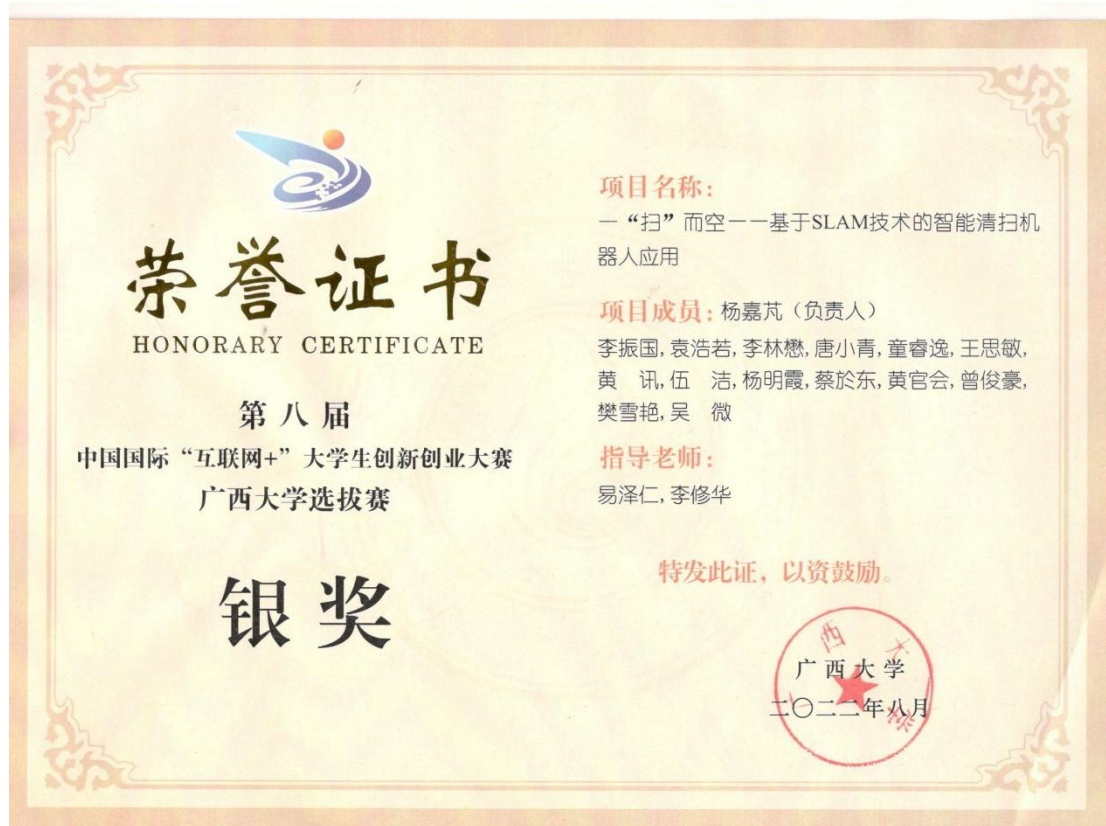 荣誉证书
HONORARY CERTIFICATE
第八届
中国国际“互联网+”大学生创新创业大赛
广西大学选拔赛
银奖
项目名称：
一“扫”而空——基于SLAM技术的智能清扫机
器人应用
项目成员：杨嘉芃（负责人）
李振国, 袁浩若, 李林懋, 唐小青, 童睿逸, 王思敏,
黄 讯, 伍 洁, 杨明霞, 蔡於东, 黄官会, 曾俊豪,
樊雪艳, 吴 微
指导老师：
易泽仁, 李修华
特发此证，以资鼓励。
广西大学
二〇二二年八月